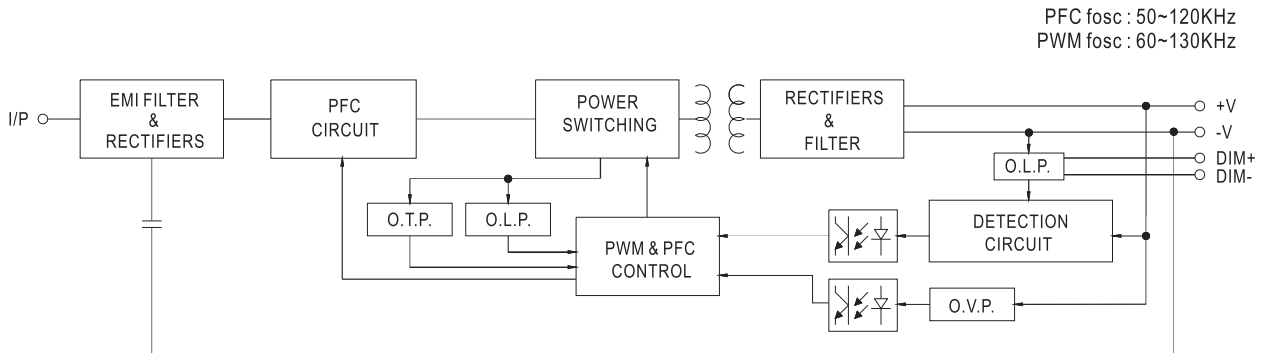 PFC fosc : 50~120KHz
PWM fosc : 60~130KHz
I/P
EMI FILTER
&
RECTIFIERS
PFC
CIRCUIT
POWER
SWITCHING
RECTIFIERS
&
FILTER
+V
-V
DIM+
DIM-
O.L.P.
O.T.P.
O.L.P.
PWM & PFC
CONTROL
DETECTION
CIRCUIT
O.V.P.